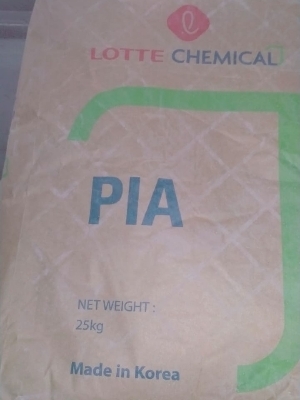 LOTTE CHEMICAL
PIA
NET WEIGHT :
25kg
Made in Korea